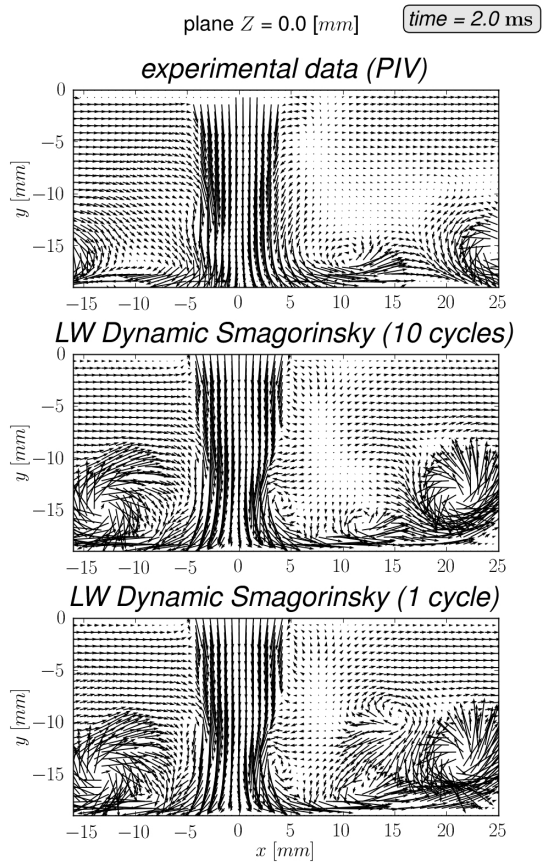 plane Z = 0.0 [mm]
time = 2.0 ms
experimental data (PIV)
0
−5
−10
−15
y [mm]
−15 −10 −5 0 5 10 15 20 25
LW Dynamic Smagorinsky (10 cycles)
0
−5
−10
−15
y [mm]
−15 −10 −5 0 5 10 15 20 25
LW Dynamic Smagorinsky (1 cycle)
0
−5
−10
−15
y [mm]
−15 −10 −5 0 5 10 15 20 25
x [mm]